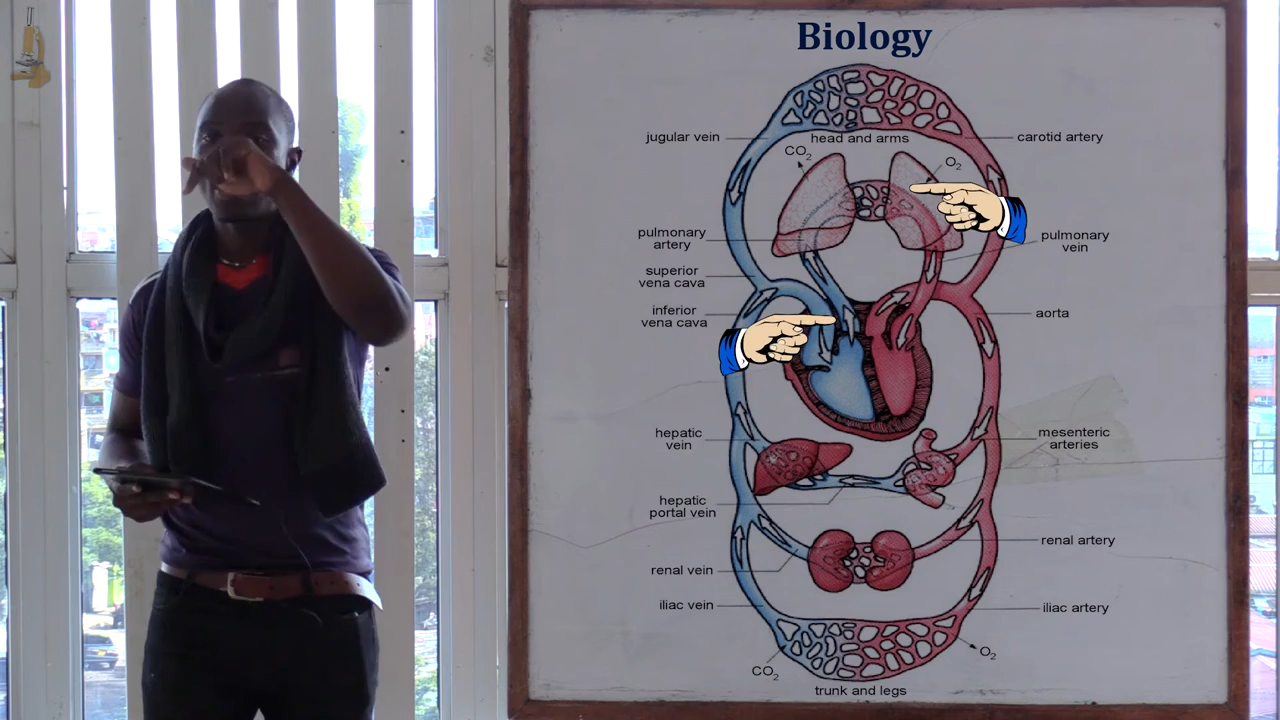 Biology
jugular vein
head and arms
carotid artery
CO2
O2
pulmonary
artery
pulmonary
vein
superior
vena cava
inferior
vena cava
aorta
hepatic
vein
mesenteric
arteries
hepatic
portal vein
renal artery
renal vein
iliac vein
iliac artery
CO2
O2
trunk and legs